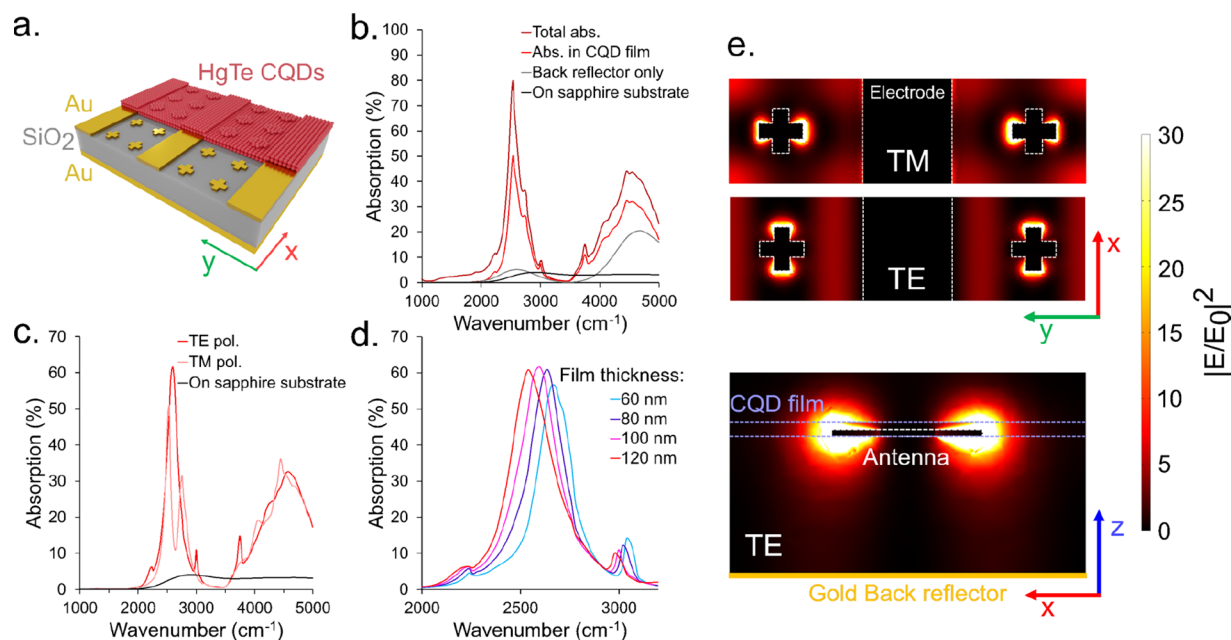 a.
HgTe CQDs
Au
SiO2
Au
y
x
b.
Absorption (%)
100
90
80
70
60
50
40
30
20
10
0
Total abs.
Abs. in CQD film
Back reflector only
On sapphire substrate
1000 2000 3000 4000 5000
Wavenumber (cm-1)
c.
Absorption (%)
70
60
50
40
30
20
10
0
TE pol.
TM pol.
On sapphire substrate
1000 2000 3000 4000 5000
Wavenumber (cm-1)
d.
Absorption (%)
70
60
50
40
30
20
10
0
Film thickness:
60 nm
80 nm
100 nm
120 nm
2000 2500 3000
Wavenumber (cm-1)
e.
Electrode
TM
TE
x
y
CQD film
Antenna
TE
z
Gold Back reflector
x
30
25
20
15
10
5
0
|E/E0|2